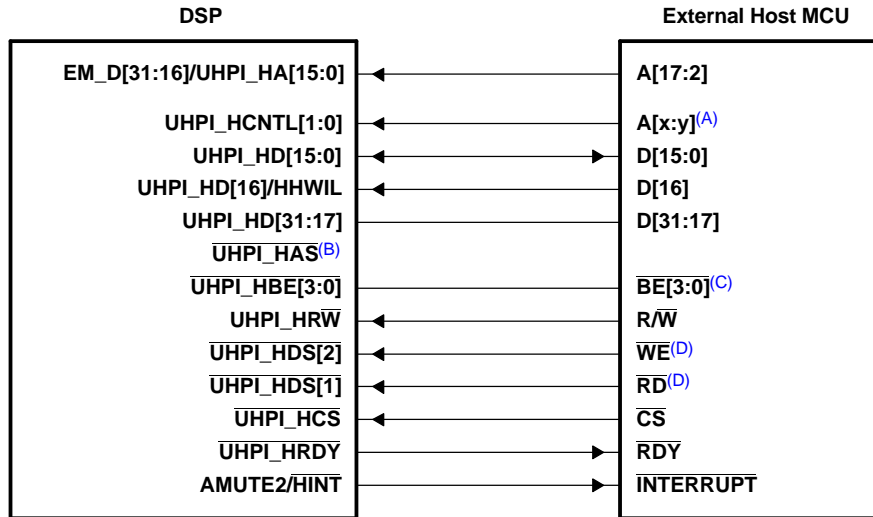 DSP External Host MCU
EM_D[31:16]/UHPI_HA[15:0] A[17:2]
UHPI_HCNTL[1:0] A[x:y](A)
UHPI_HD[15:0] D[15:0]
UHPI_HD[16]/HHWIL D[16]
UHPI_HD[31:17] D[31:17]
UHPI_HAS(B)
UHPI_HBE[3:0] BE[3:0](C)
UHPI_HRW R/W
UHPI_HDS[2] WE(D)
UHPI_HDS[1] RD(D)
UHPI_HCS CS
UHPI_HRDY RDY
AMUTE2/HINT INTERRUPT